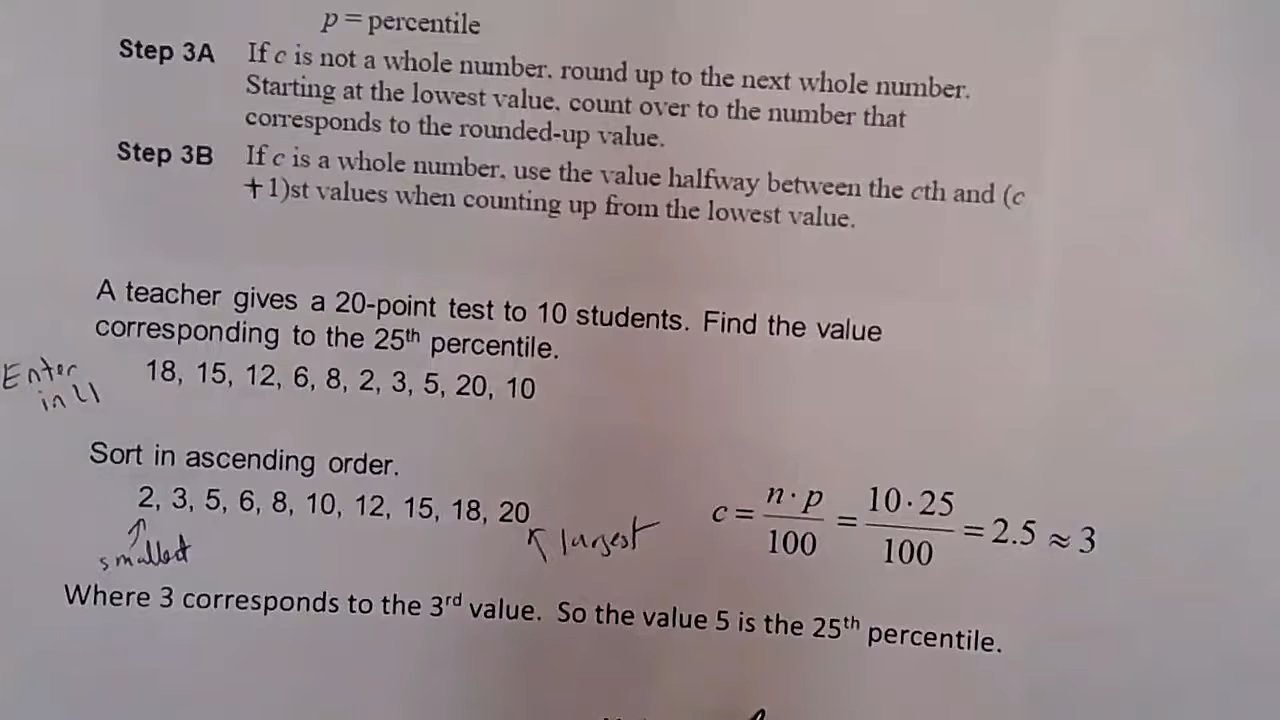 p = percentile
Step 3A If c is not a whole number, round up to the next whole number.
Starting at the lowest value, count over to the number that
corresponds to the rounded-up value.
Step 3B If c is a whole number, use the value halfway between the cth and (c
+1)st values when counting up from the lowest value.
A teacher gives a 20-point test to 10 students. Find the value
corresponding to the 25th percentile.
Enter
in L1
18, 15, 12, 6, 8, 2, 3, 5, 20, 10
Sort in ascending order.
2, 3, 5, 6, 8, 10, 12, 15, 18, 20
smallest
largest
c = n · p / 100 = 10 · 25 / 100 = 2.5 ≈ 3
Where 3 corresponds to the 3rd value. So the value 5 is the 25th percentile.